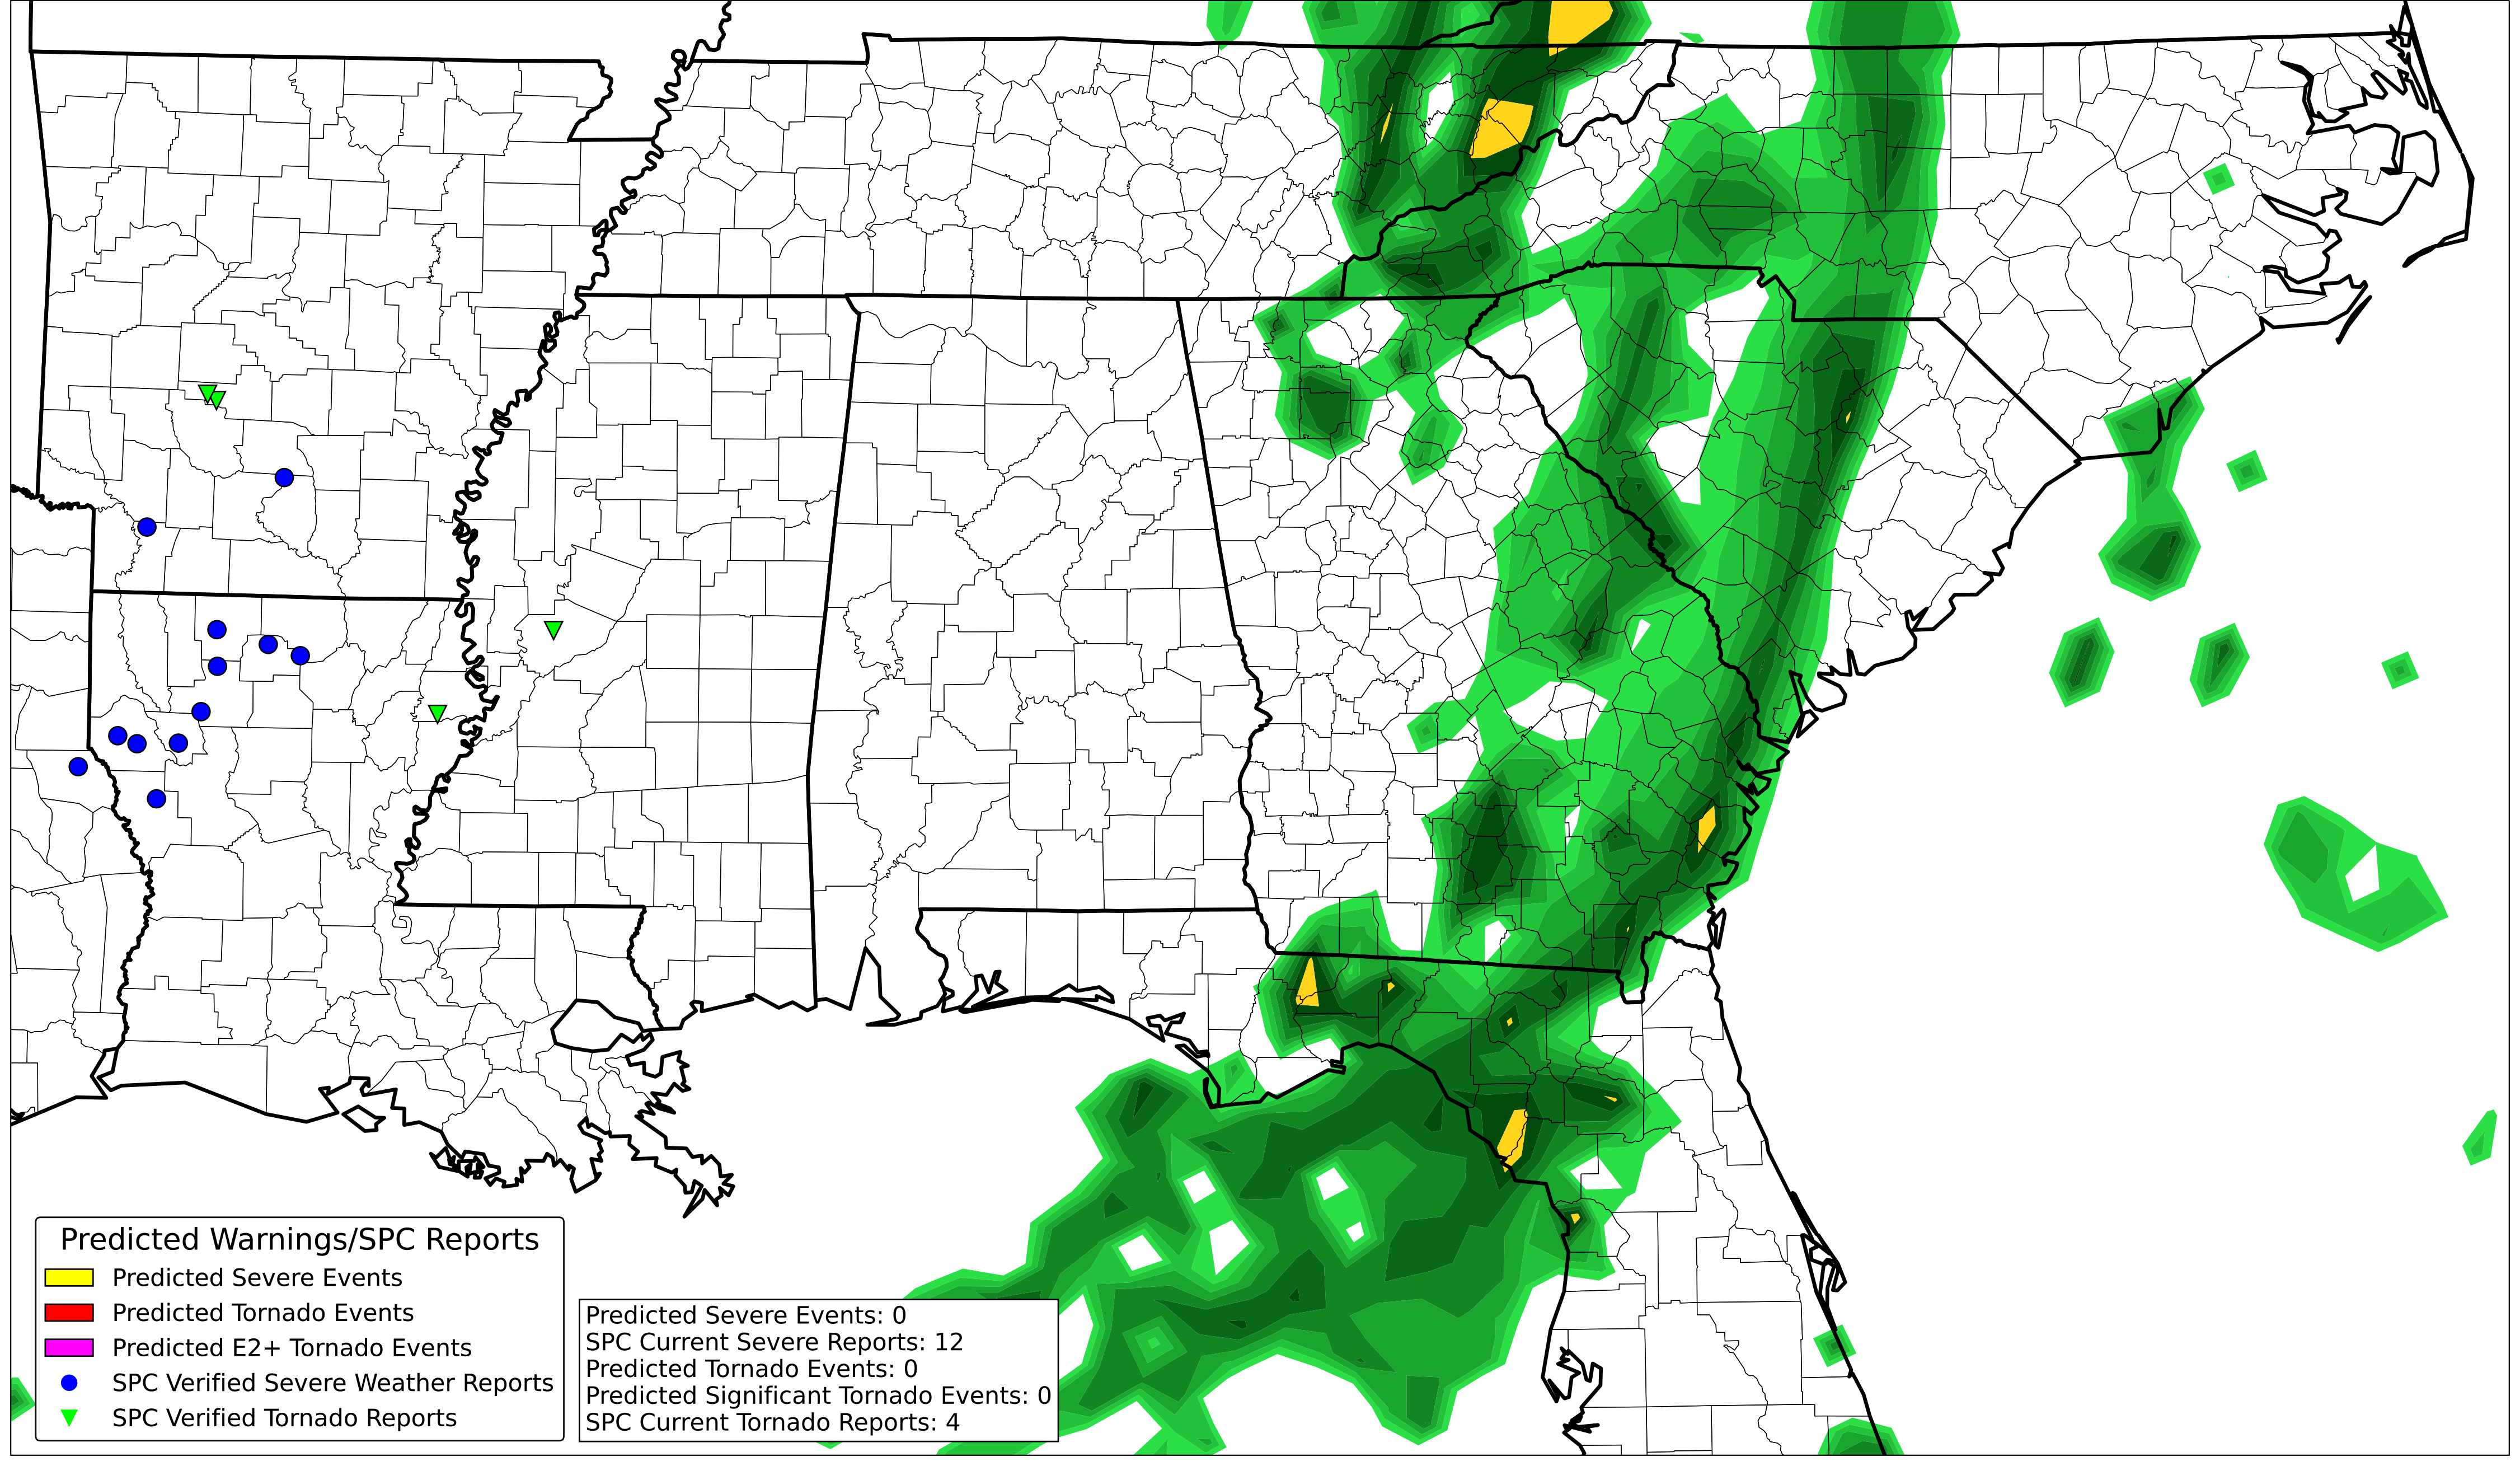 Predicted Warnings/SPC Reports
Predicted Severe Events
Predicted Tornado Events
Predicted E2+ Tornado Events
SPC Verified Severe Weather Reports
SPC Verified Tornado Reports
Predicted Severe Events: 0
SPC Current Severe Reports: 12
Predicted Tornado Events: 0
Predicted Significant Tornado Events: 0
SPC Current Tornado Reports: 4